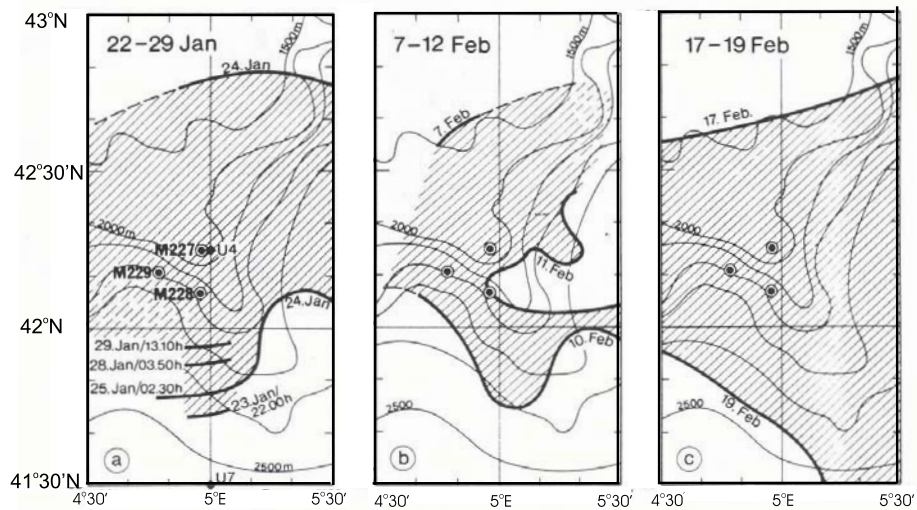 43°N
42°30'N
42°N
41°30'N
22-29 Jan
1500m
24. Jan
2000m
M227
U4
M229
M228
24. Jan
29. Jan/13.10h
28. Jan/03.50h
25. Jan/02.30h
23. Jan/
22.00h
a
2500m
U7
4°30'
5°E
5°30'
7-12 Feb
1500m
7. Feb
2000
11. Feb
10. Feb
2500
b
4°30'
5°E
5°30'
17-19 Feb
1500m
17. Feb.
2000
19. Feb
2500
c
4°30'
5°E
5°30'